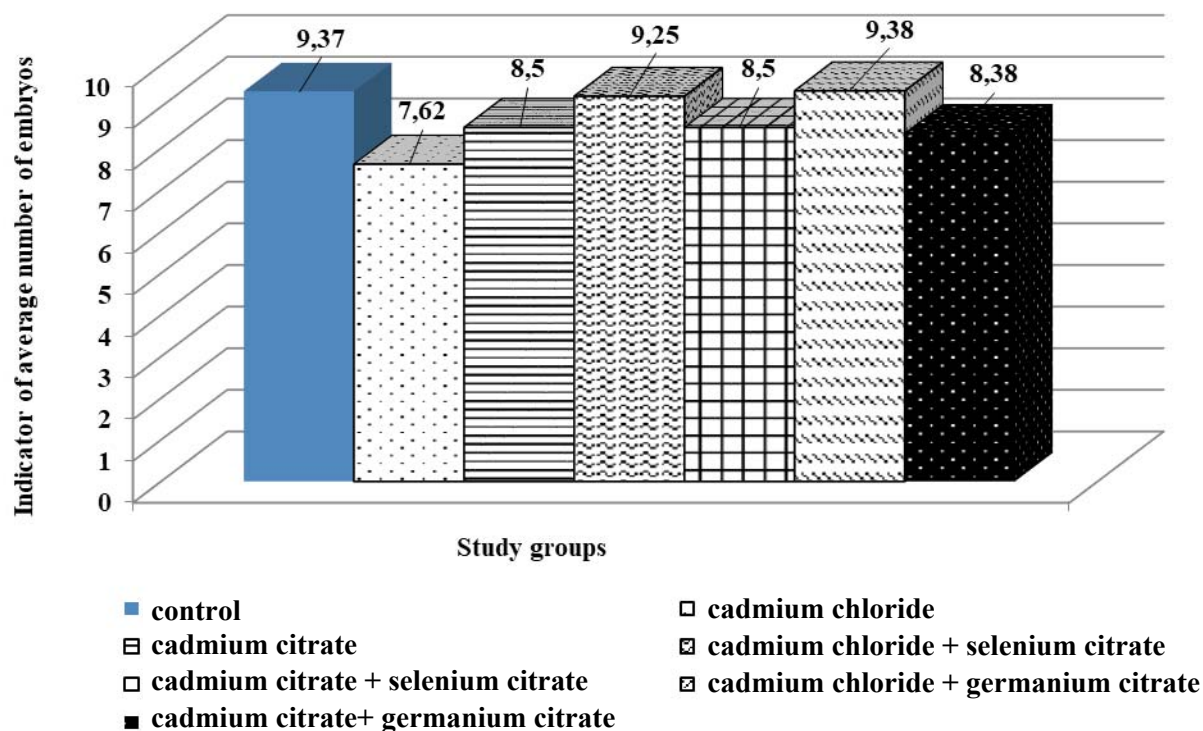 9,37
7,62
8,5
9,25
8,5
9,38
8,38
10
9
8
7
6
5
4
3
2
1
0
Indicator of average number of embryos
Study groups
control
cadmium chloride
cadmium citrate
cadmium chloride + selenium citrate
cadmium citrate + selenium citrate
cadmium chloride + germanium citrate
cadmium citrate+ germanium citrate